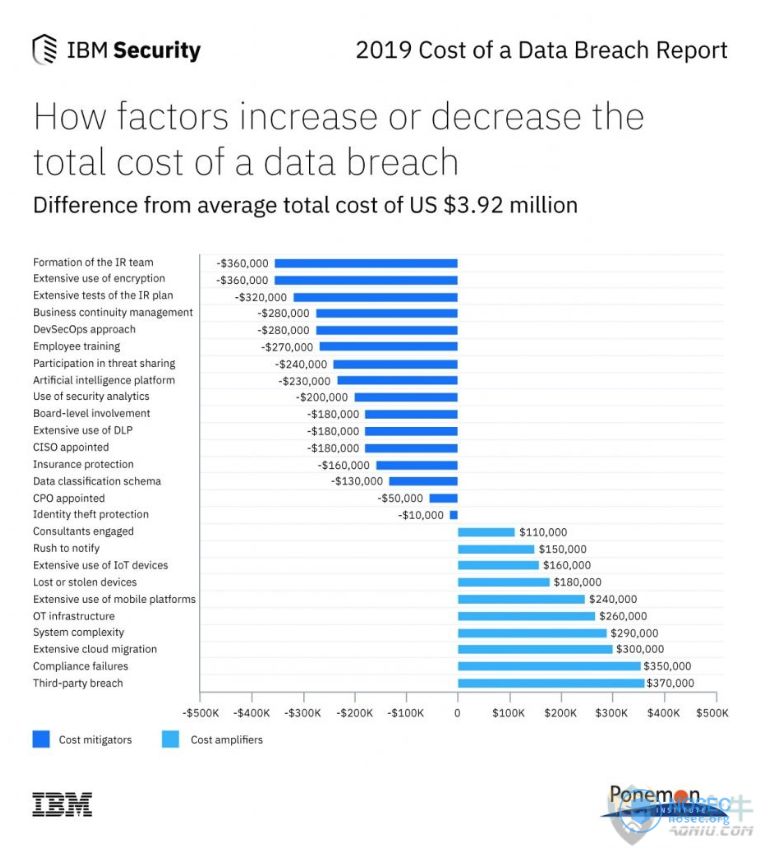 IBM Security
2019 Cost of a Data Breach Report
How factors increase or decrease the
total cost of a data breach
Difference from average total cost of US $3.92 million
Formation of the IR team -$360,000
Extensive use of encryption -$360,000
Extensive tests of the IR plan -$320,000
Business continuity management -$280,000
DevSecOps approach -$280,000
Employee training -$270,000
Participation in threat sharing -$240,000
Artificial intelligence platform -$230,000
Use of security analytics -$200,000
Board-level involvement -$180,000
Extensive use of DLP -$180,000
CISO appointed -$180,000
Insurance protection -$160,000
Data classification schema -$130,000
CPO appointed -$50,000
Identity theft protection -$10,000
Consultants engaged $110,000
Rush to notify $150,000
Extensive use of IoT devices $160,000
Lost or stolen devices $180,000
Extensive use of mobile platforms $240,000
OT infrastructure $260,000
System complexity $290,000
Extensive cloud migration $300,000
Compliance failures $350,000
Third-party breach $370,000
-$500K -$400K -$300K -$200K -$100K 0 $100K $200K $300K $400K $500K
Cost mitigators
Cost amplifiers
IBM
Ponemon
INSTITUTE
nosec.org
AQNIU.COM